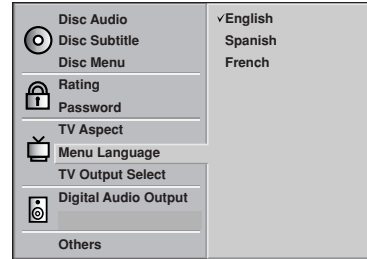 Disc Audio
Disc Subtitle
Disc Menu
Rating
Password
TV Aspect
Menu Language
TV Output Select
Digital Audio Output
Others
✓English
Spanish
French